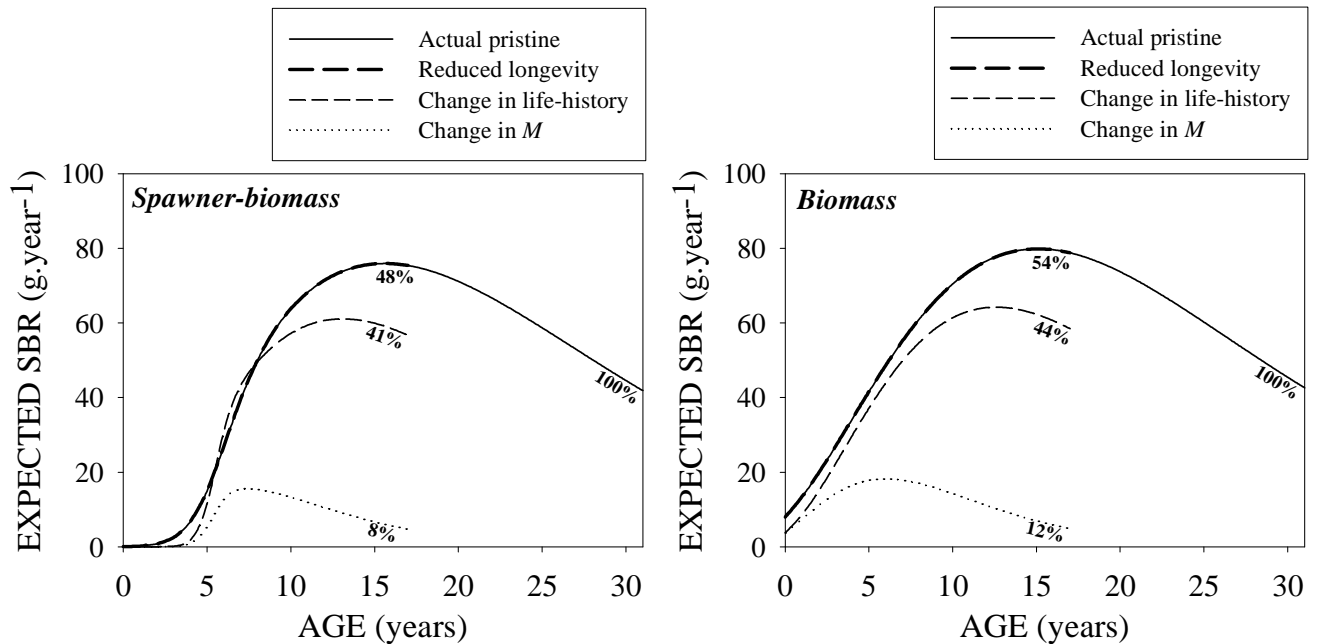 Actual pristine
Reduced longevity
Change in life-history
Change in M
Actual pristine
Reduced longevity
Change in life-history
Change in M
EXPECTED SBR (g.year-1)
100
80
60
40
20
0
Spawner-biomass
48%
41%
100%
8%
0 5 10 15 20 25 30
AGE (years)
EXPECTED SBR (g.year-1)
100
80
60
40
20
0
Biomass
54%
44%
100%
12%
0 5 10 15 20 25 30
AGE (years)